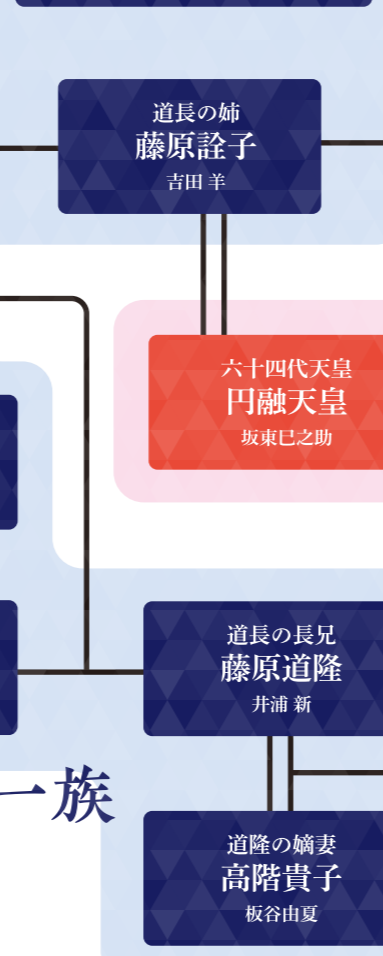 道長の姉
藤原詮子
吉田 羊
六十四代天皇
円融天皇
坂東巳之助
道長の長兄
藤原道隆
井浦 新
一族
道隆の嫡妻
高階貴子
板谷由夏